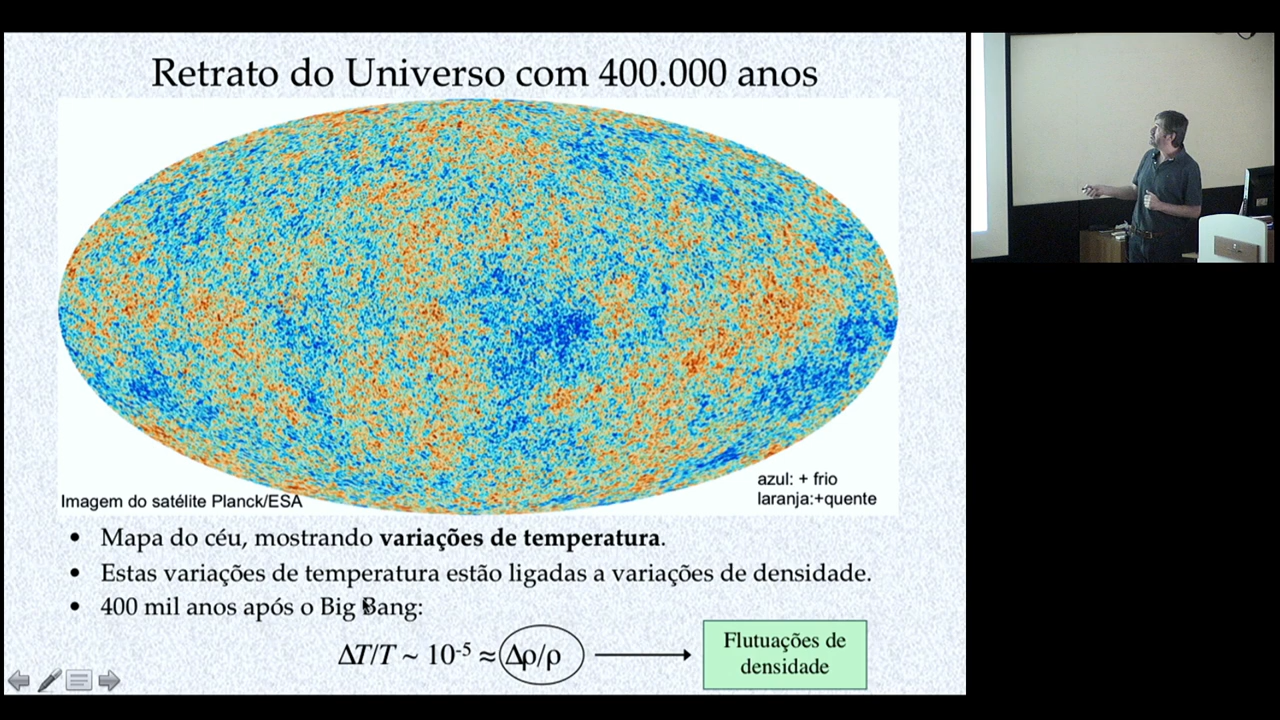 Retrato do Universo com 400.000 anos
azul: + frio
laranja:+quente
Imagem do satélite Planck/ESA
• Mapa do céu, mostrando variações de temperatura.
• Estas variações de temperatura estão ligadas a variações de densidade.
• 400 mil anos após o Big Bang:
ΔT/T ~ 10⁻⁵ ≈ Δρ/ρ
Flutuações de
densidade